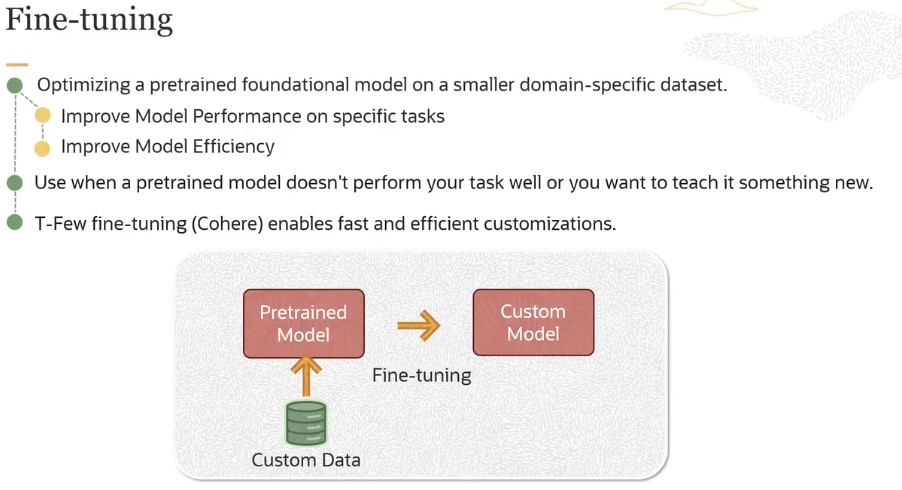 Fine-tuning
Optimizing a pretrained foundational model on a smaller domain-specific dataset.
Improve Model Performance on specific tasks
Improve Model Efficiency
Use when a pretrained model doesn't perform your task well or you want to teach it something new.
T-Few fine-tuning (Cohere) enables fast and efficient customizations.
Pretrained
Model
Custom
Model
Fine-tuning
Custom Data